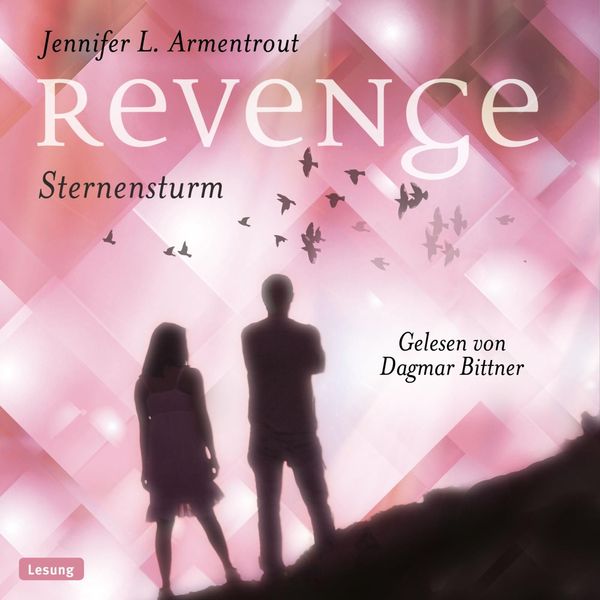 Jennifer L. Armentrout
Revenge
Sternensturm
Gelesen von
Dagmar Bittner
Lesung